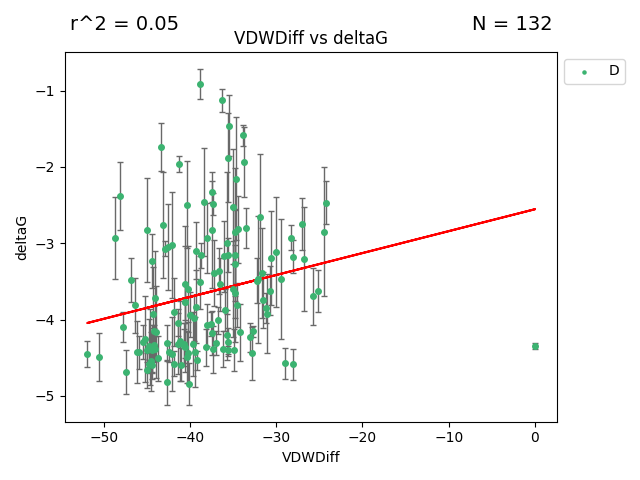 r^2 = 0.05
N = 132
VDWDiff vs deltaG
D
−1
−2
−3
−4
−5
deltaG
−50
−40
−30
−20
−10
0
VDWDiff